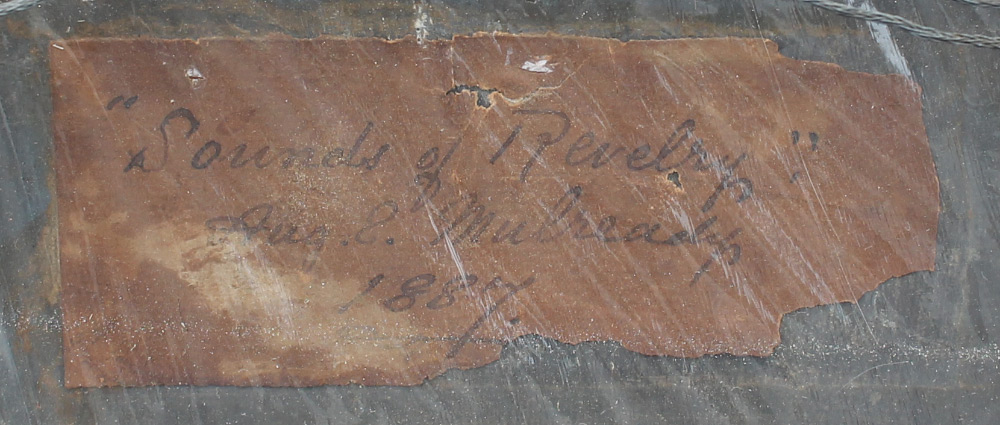 "Sounds of Revelry."
Aug. E. Mulready
1887.